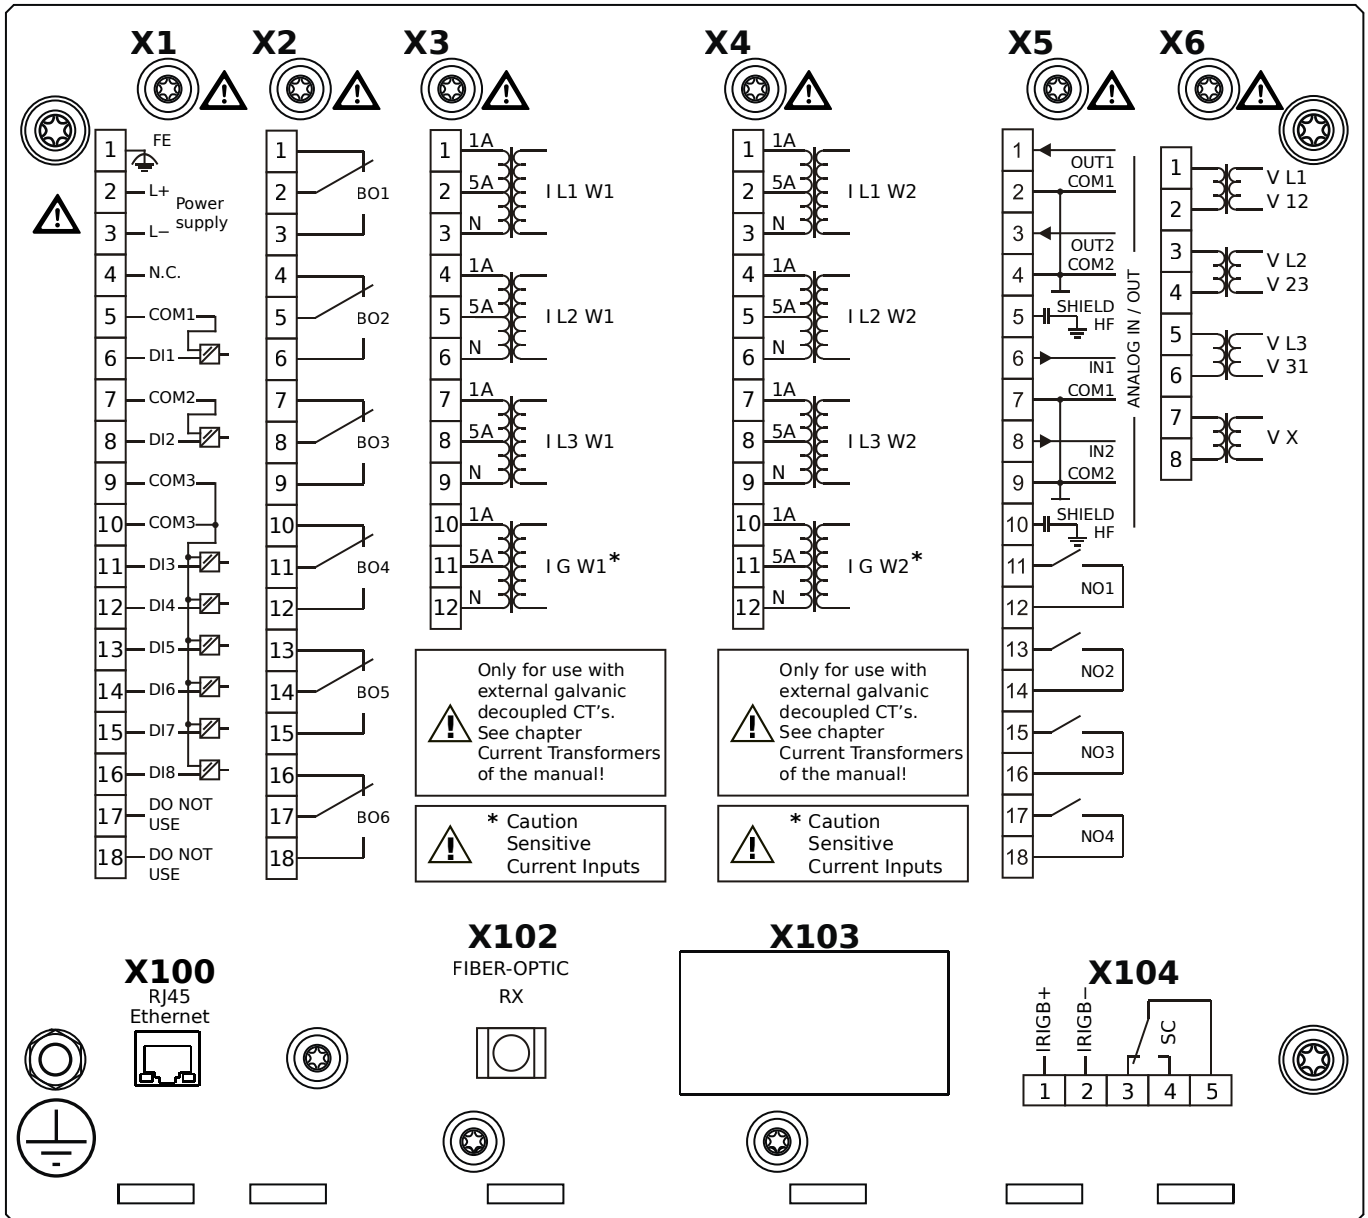 X1
1 FE
2 L+ Power
3 L− supply
4 N.C.
5 COM1
6 DI1
7 COM2
8 DI2
9 COM3
10 COM3
11 DI3
12 DI4
13 DI5
14 DI6
15 DI7
16 DI8
17 DO NOT
USE
18 DO NOT
USE
X2
1
2 BO1
3
4
5 BO2
6
7
8 BO3
9
10
11 BO4
12
13
14 BO5
15
16
17 BO6
18
X3
1 1A
2 5A I L1 W1
3 N
4 1A
5 5A I L2 W1
6 N
7 1A
8 5A I L3 W1
9 N
10 1A
11 5A I G W1*
12 N
Only for use with
external galvanic
decoupled CT's.
See chapter
Current Transformers
of the manual!
* Caution
Sensitive
Current Inputs
X4
1 1A
2 5A I L1 W2
3 N
4 1A
5 5A I L2 W2
6 N
7 1A
8 5A I L3 W2
9 N
10 1A
11 5A I G W2*
12 N
Only for use with
external galvanic
decoupled CT's.
See chapter
Current Transformers
of the manual!
* Caution
Sensitive
Current Inputs
X5
1 OUT1
2 COM1
3 OUT2
4 COM2
5 SHIELD
HF
6 IN1
7 COM1
8 IN2
9 COM2
10 SHIELD
HF
ANALOG IN / OUT
11
NO1
12
13
NO2
14
15
NO3
16
17
NO4
18
X6
1 V L1
2 V 12
3 V L2
4 V 23
5 V L3
6 V 31
7 V X
8
X100
RJ45
Ethernet
X102
FIBER-OPTIC
RX
X103
X104
IRIGB+
IRIGB−
SC
1 2 3 4 5